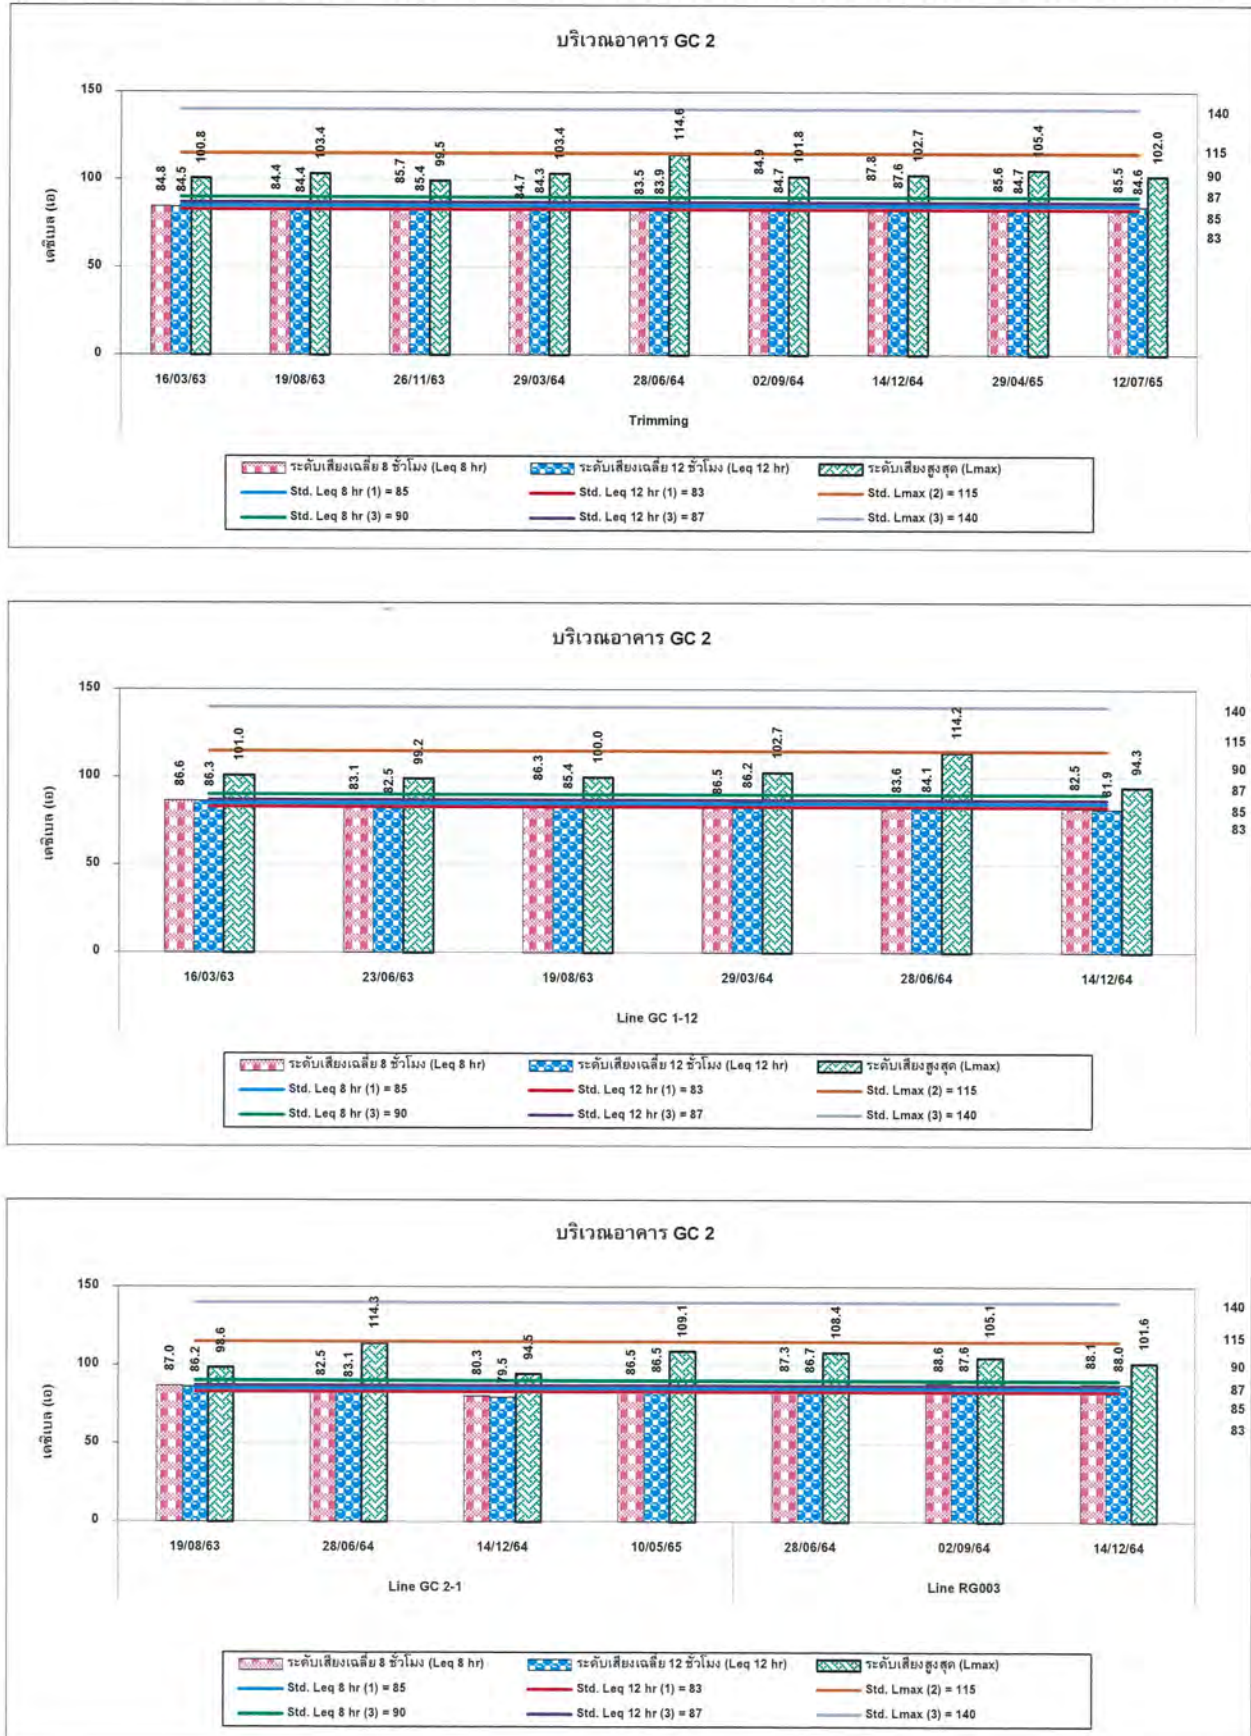 บริเวณอาคาร GC 2
150
100
50
0
เดซิเบล (เอ)
84.8 84.5 100.8 84.4 84.4 103.4 85.7 85.4 99.5 84.7 84.3 103.4 83.5 83.9 114.6 84.9 84.7 101.8 87.8 87.6 102.7 85.6 84.7 105.4 85.5 84.6 102.0
140
115
90
87
85
83
16/03/63 19/08/63 26/11/63 29/03/64 28/06/64 02/09/64 14/12/64 29/04/65 12/07/65
Trimming
ระดับเสียงเฉลี่ย 8 ชั่วโมง (Leq 8 hr) ระดับเสียงเฉลี่ย 12 ชั่วโมง (Leq 12 hr) ระดับเสียงสูงสุด (Lmax)
Std. Leq 8 hr (1) = 85 Std. Leq 12 hr (1) = 83 Std. Lmax (2) = 115
Std. Leq 8 hr (3) = 90 Std. Leq 12 hr (3) = 87 Std. Lmax (3) = 140
บริเวณอาคาร GC 2
150
100
50
0
เดซิเบล (เอ)
86.6 86.3 101.0 83.1 82.5 99.2 86.3 85.4 100.0 86.5 86.2 102.7 83.6 84.1 114.2 82.5 81.9 94.3
140
115
90
87
85
83
16/03/63 23/06/63 19/08/63 29/03/64 28/06/64 14/12/64
Line GC 1-12
ระดับเสียงเฉลี่ย 8 ชั่วโมง (Leq 8 hr) ระดับเสียงเฉลี่ย 12 ชั่วโมง (Leq 12 hr) ระดับเสียงสูงสุด (Lmax)
Std. Leq 8 hr (1) = 85 Std. Leq 12 hr (1) = 83 Std. Lmax (2) = 115
Std. Leq 8 hr (3) = 90 Std. Leq 12 hr (3) = 87 Std. Lmax (3) = 140
บริเวณอาคาร GC 2
150
100
50
0
เดซิเบล (เอ)
87.0 86.2 98.6 82.5 83.1 114.3 80.3 79.5 94.5 86.5 86.5 109.1 87.3 86.7 108.4 88.6 87.6 105.1 88.1 88.0 101.6
140
115
90
87
85
83
19/08/63 28/06/64 14/12/64 10/05/65 28/06/64 02/09/64 14/12/64
Line GC 2-1 Line RG003
ระดับเสียงเฉลี่ย 8 ชั่วโมง (Leq 8 hr) ระดับเสียงเฉลี่ย 12 ชั่วโมง (Leq 12 hr) ระดับเสียงสูงสุด (Lmax)
Std. Leq 8 hr (1) = 85 Std. Leq 12 hr (1) = 83 Std. Lmax (2) = 115
Std. Leq 8 hr (3) = 90 Std. Leq 12 hr (3) = 87 Std. Lmax (3) = 140